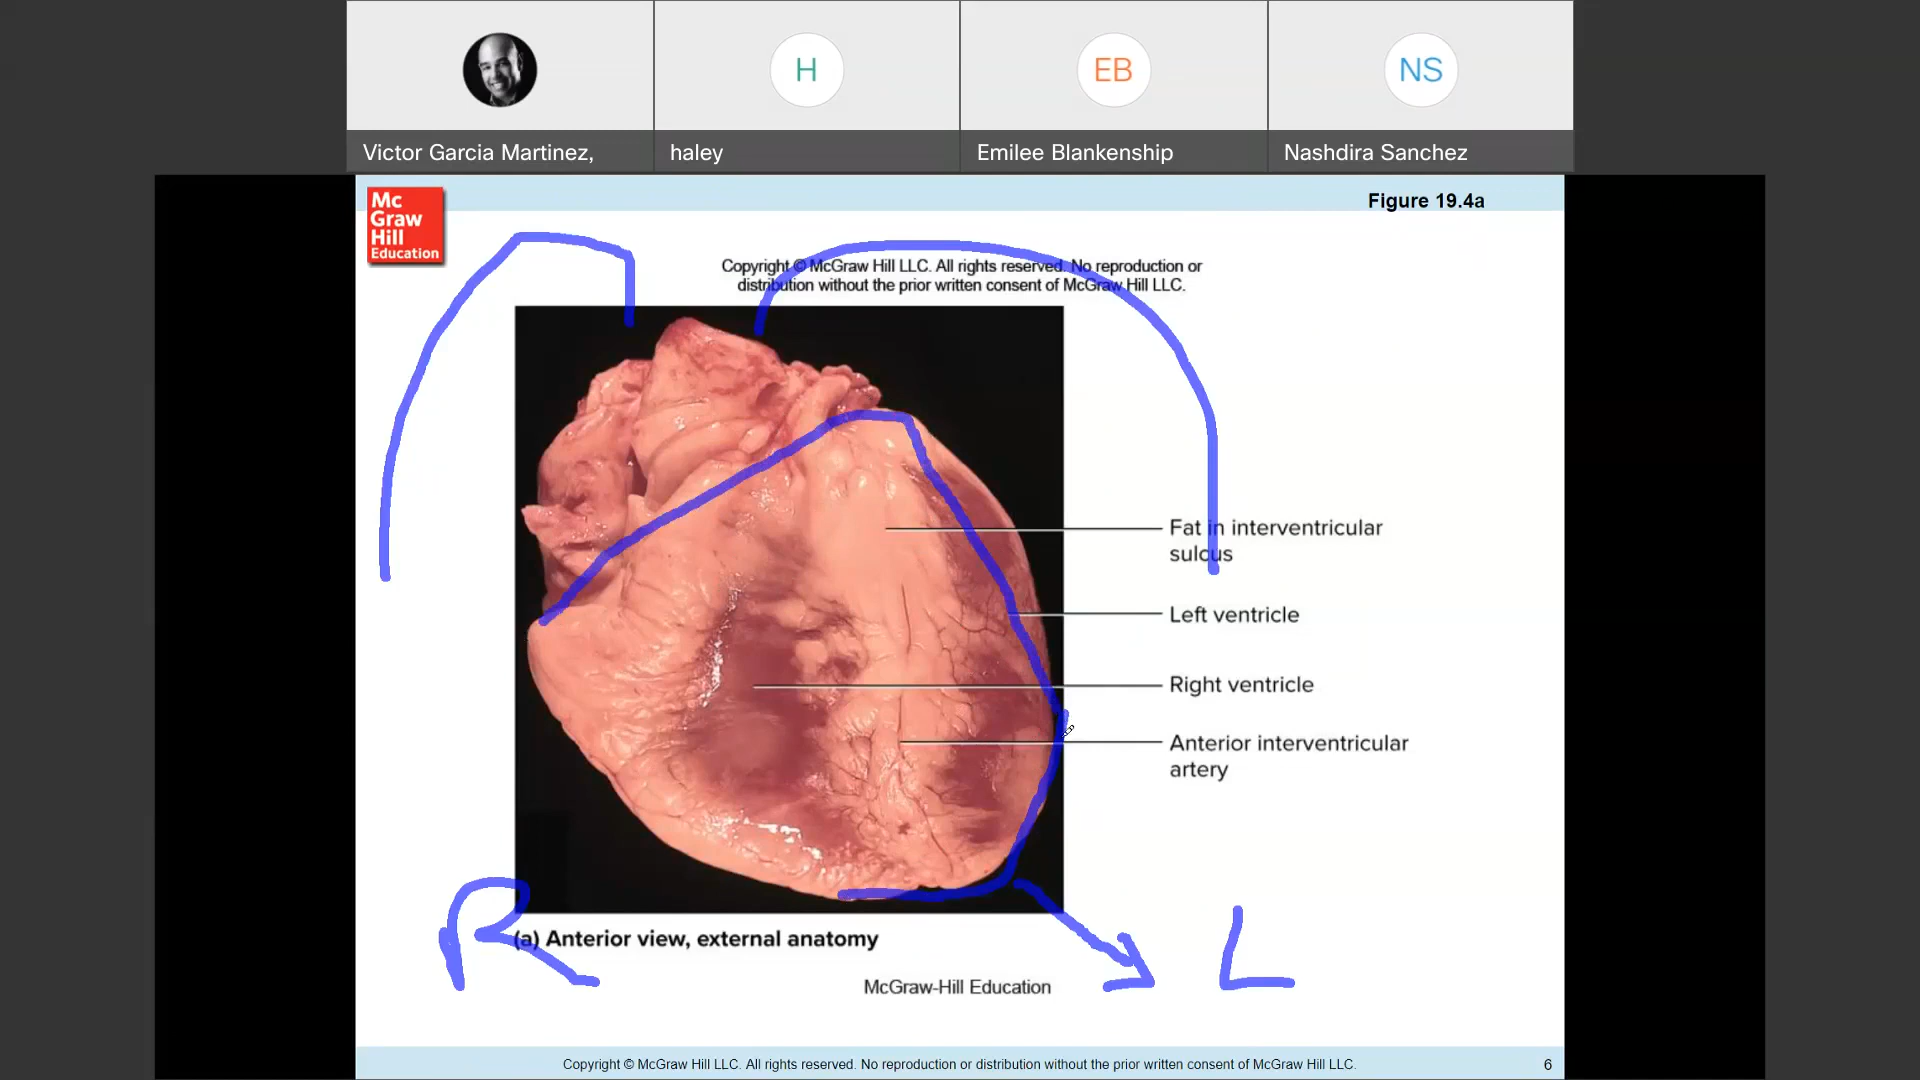 H
EB
NS
Victor Garcia Martinez,
haley
Emilee Blankenship
Nashdira Sanchez
Mc
Graw
Hill
Education
Figure 19.4a
Copyright © McGraw Hill LLC. All rights reserved. No reproduction or
distribution without the prior written consent of McGraw Hill LLC.
Fat in interventricular
sulcus
Left ventricle
Right ventricle
Anterior interventricular
artery
R
L
(a) Anterior view, external anatomy
McGraw-Hill Education
Copyright © McGraw Hill LLC. All rights reserved. No reproduction or distribution without the prior written consent of McGraw Hill LLC.
6